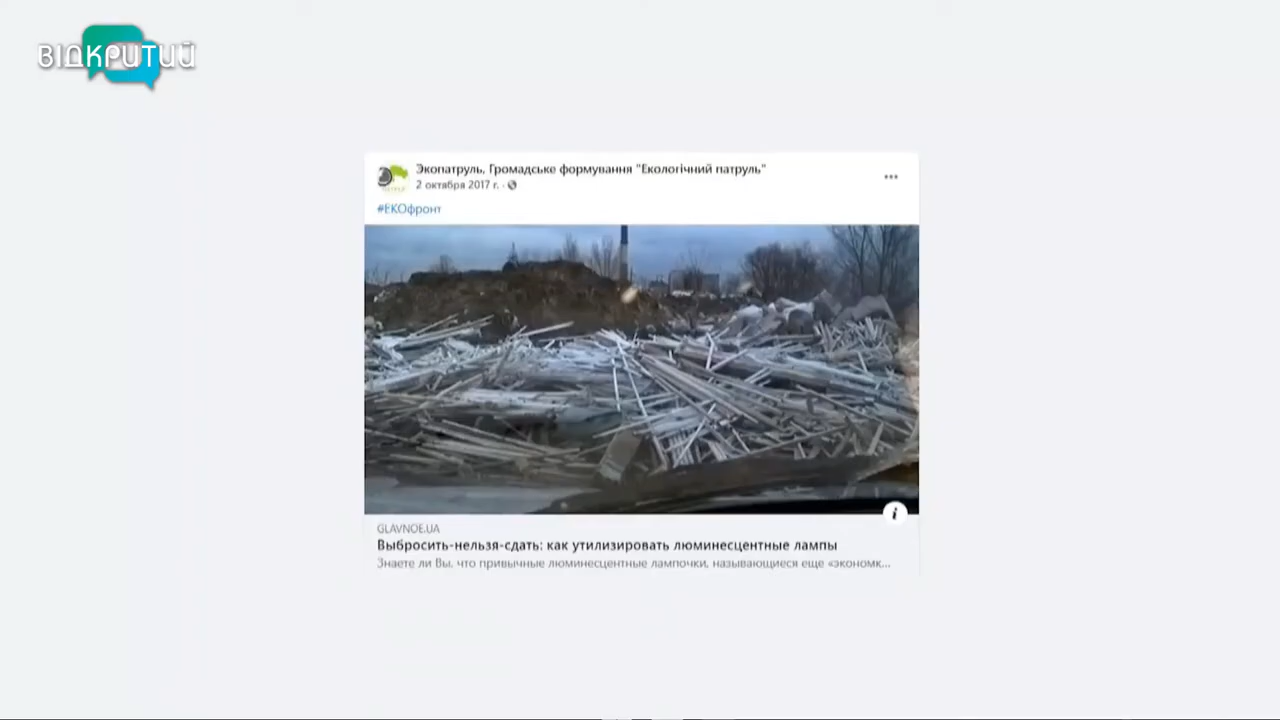 ВІДКРИТИЙ
Экопатруль, Громадське формування "Екологічний патруль"
2 октября 2017 г. ·
#ЕКОфронт
GLAVNOE.UA
Выбросить-нельзя-сдать: как утилизировать люминесцентные лампы
Знаете ли Вы, что привычные люминесцентные лампочки, называющиеся еще «экономк...